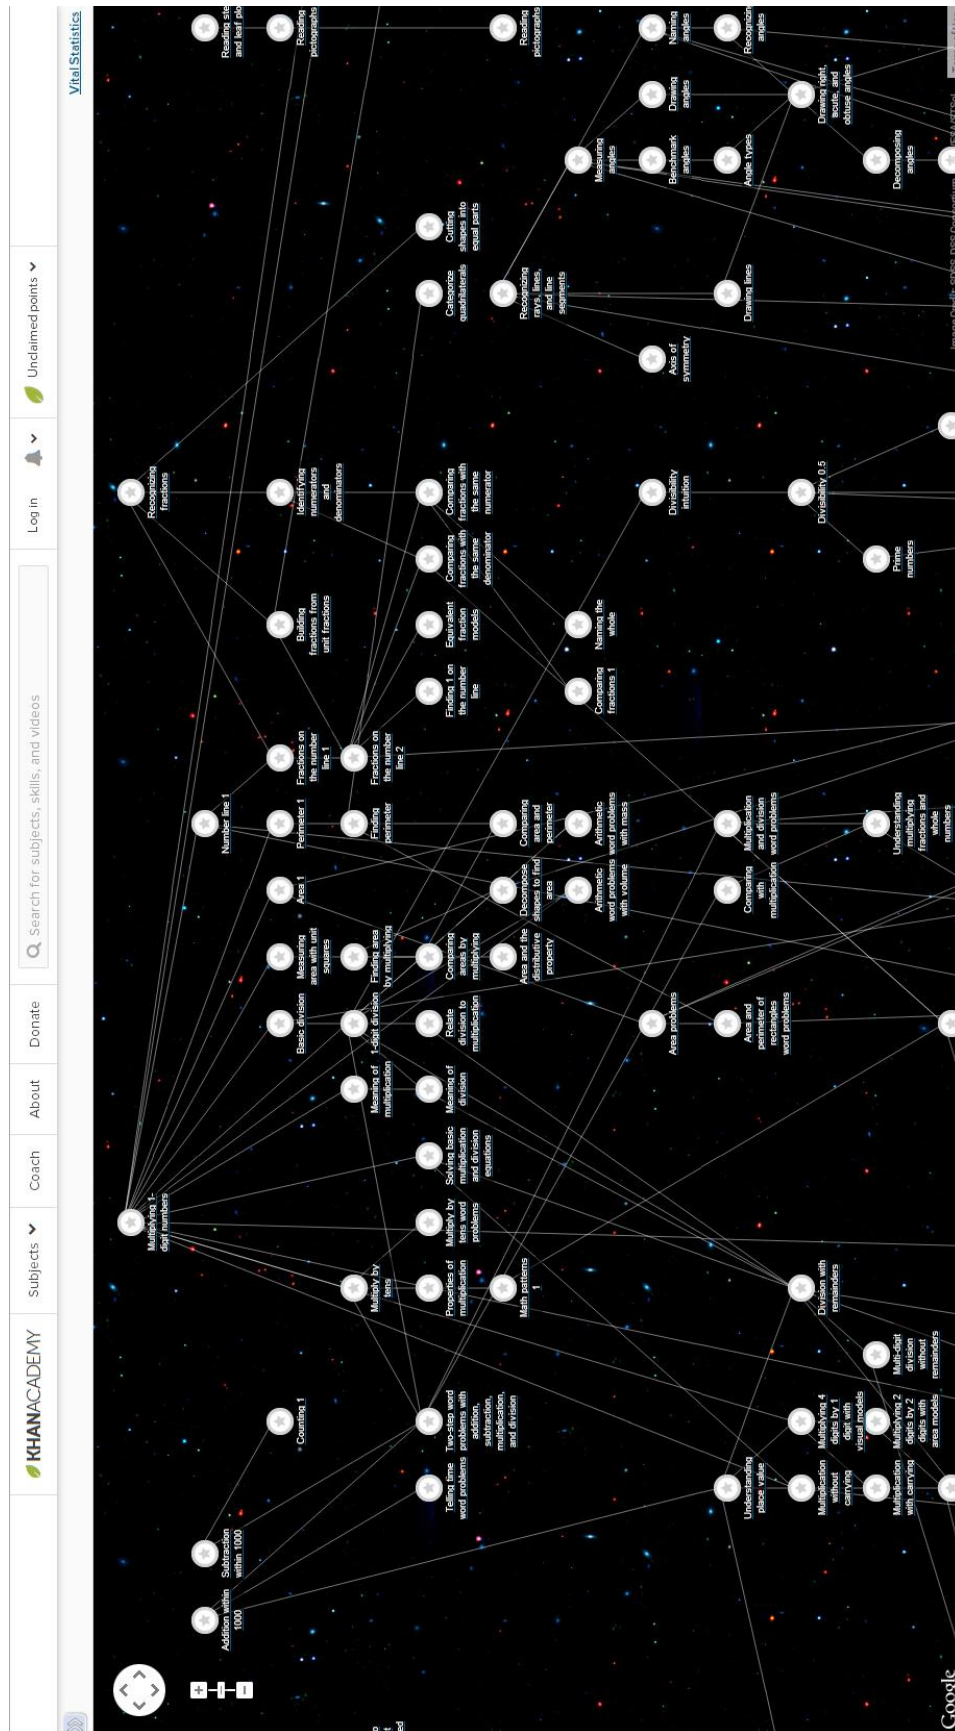 KHANACADEMY
Subjects
Coach
About
Donate
Search for subjects, skills, and videos
Log in
Unclaimed points
Vital Statistics
Multiplying 1-
digit numbers
Recognizing
fractions
Addition within
1000
Subtraction
within 1000
Number line 1
Reading
and leaf
Counting 1
Basic division
Measuring
area with unit
squares
Area 1
Perimeter 1
Fractions on
the number
line 1
Building
fractions from
unit fractions
Identifying
numerators
and
denominators
Reading
pictographs
Multiply by
tens
Meaning of
multiplication
1-digit division
Finding area
by multiplying
Finding
perimeter
Fractions on
the number
line 2
Telling time
word problems
Two-step word
problems with
addition,
subtraction,
multiplication,
and division
Properties of
multiplication
Multiply by
tens word
problems
Solving basic
multiplication
and division
equations
Meaning of
division
Relate
division to
multiplication
Comparing
areas by
multiplying
Finding 1 on
the number
line
Equivalent
fraction
models
Comparing
fractions with
the same
denominator
Comparing
fractions with
the same
numerator
Categorize
quadrilaterals
Cutting
shapes into
equal parts
Math patterns
1
Area and the
distributive
property
Decompose
shapes to find
area
Comparing
area and
perimeter
Recognizing
rays, lines,
and line
segments
Reading
pictographs
Arithmetic
word problems
with volume
Arithmetic
word problems
with mass
Comparing
fractions 1
Naming the
whole
Measuring
angles
Area problems
Divisibility
intuition
Axis of
symmetry
Benchmark
angles
Drawing
angles
Naming
angles
Understanding
place value
Area and
perimeter of
rectangles
word problems
Comparing
with
multiplication
Multiplication
and division
word problems
Drawing lines
Angle types
Recognizing
angles
Multiplication
without
carrying
Multiplying 4
digits by 1
digit with
visual models
Division with
remainders
Divisibility 0.5
Drawing right,
acute, and
obtuse angles
Multiplication
with carrying
Multiplying 2
digits by 2
digits with
area models
Multi-digit
division
without
remainders
Understanding
multiplying
fractions and
whole
numbers
Prime
numbers
Decomposing
angles
Google